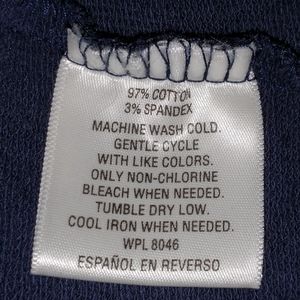 97% COTTON
3% SPANDEX
MACHINE WASH COLD.
GENTLE CYCLE
WITH LIKE COLORS.
ONLY NON-CHLORINE
BLEACH WHEN NEEDED.
TUMBLE DRY LOW.
COOL IRON WHEN NEEDED.
WPL 8046
ESPAÑOL EN REVERSO